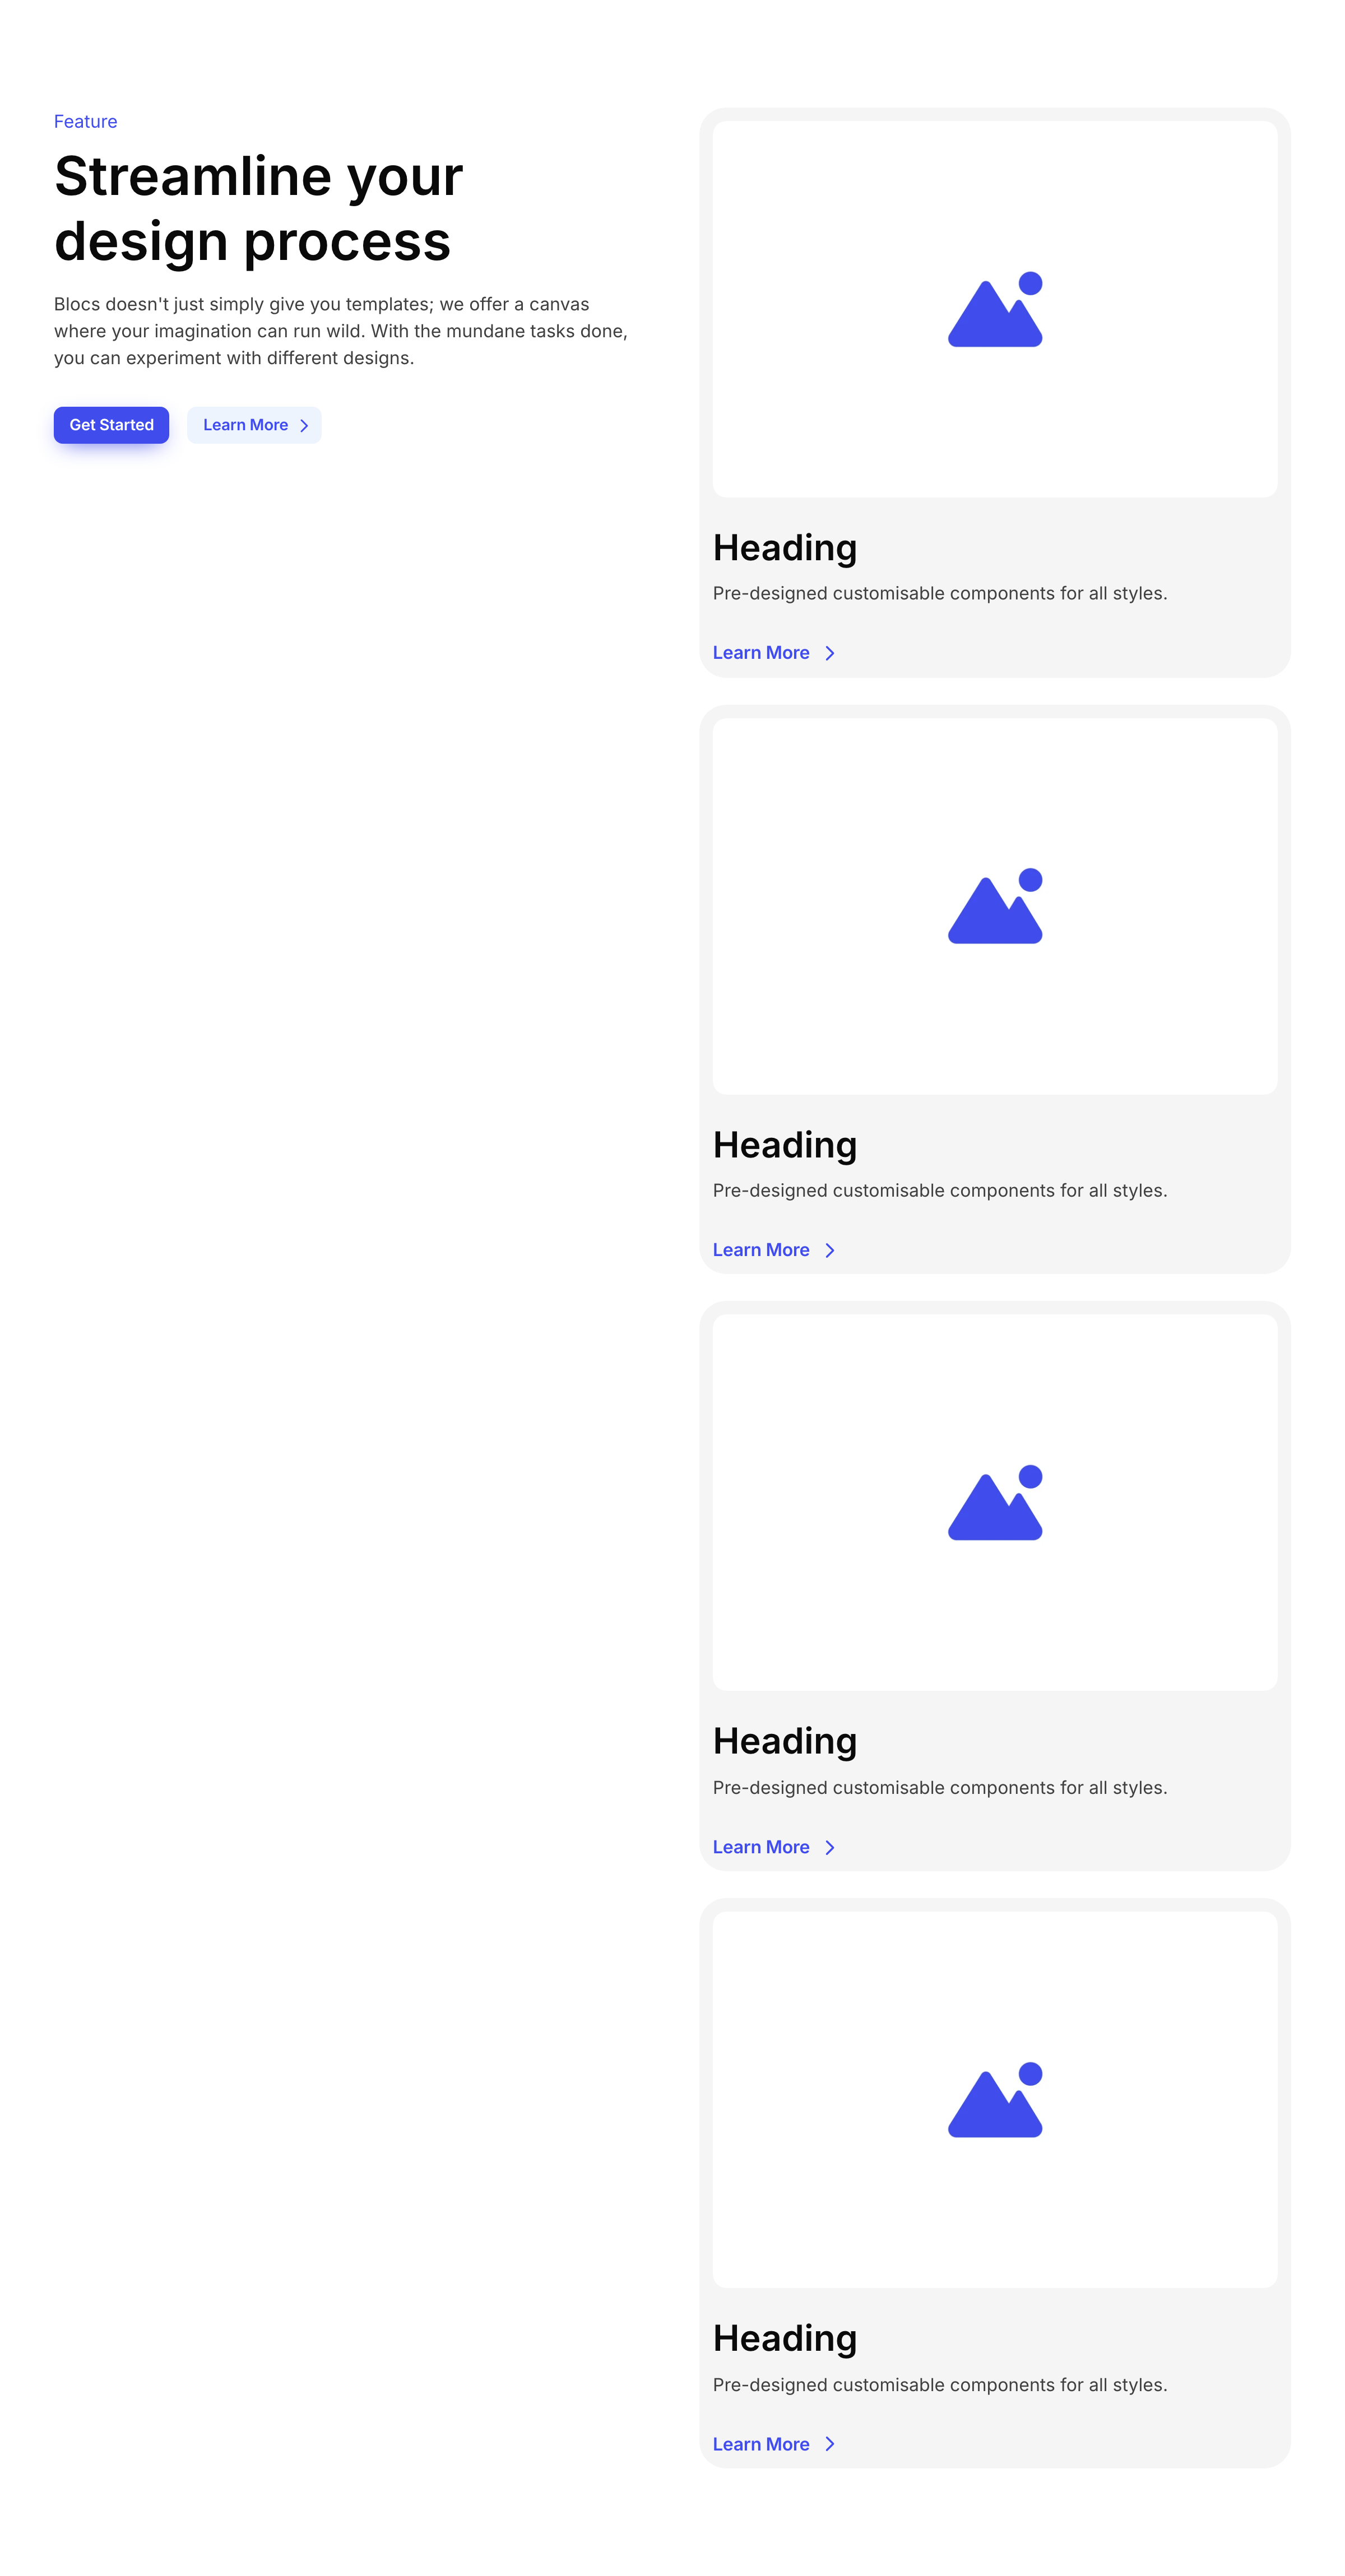 Feature
Streamline your
design process
Blocs doesn't just simply give you templates; we offer a canvas
where your imagination can run wild. With the mundane tasks done,
you can experiment with different designs.
Get Started
Learn More
Heading
Pre-designed customisable components for all styles.
Learn More
Heading
Pre-designed customisable components for all styles.
Learn More
Heading
Pre-designed customisable components for all styles.
Learn More
Heading
Pre-designed customisable components for all styles.
Learn More